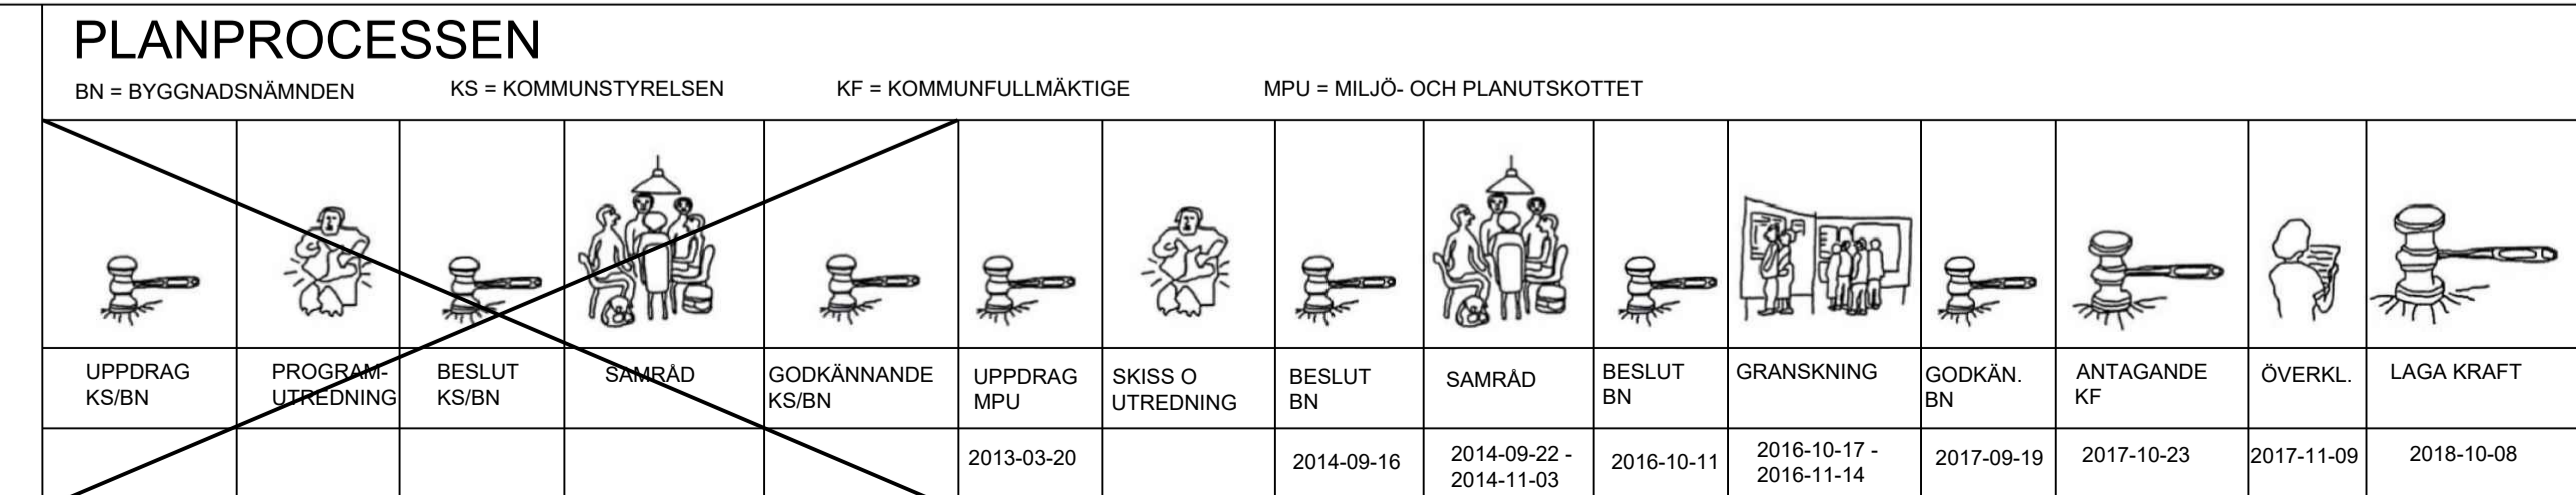 PLANPROCESSEN
BN = BYGGNADSNÄMNDEN KS = KOMMUNSTYRELSEN KF = KOMMUNFULLMÄKTIGE MPU = MILJÖ- OCH PLANUTSKOTTET
UPPDRAG
KS/BN
PROGRAM-
UTREDNING
BESLUT
KS/BN
SAMRÅD
GODKÄNNANDE
KS/BN
UPPDRAG
MPU
SKISS O
UTREDNING
BESLUT
BN
SAMRÅD
BESLUT
BN
GRANSKNING
GODKÄN.
BN
ANTAGANDE
KF
ÖVERKL.
LAGA KRAFT
2013-03-20
2014-09-16
2014-09-22 -
2014-11-03
2016-10-11
2016-10-17 -
2016-11-14
2017-09-19
2017-10-23
2017-11-09
2018-10-08